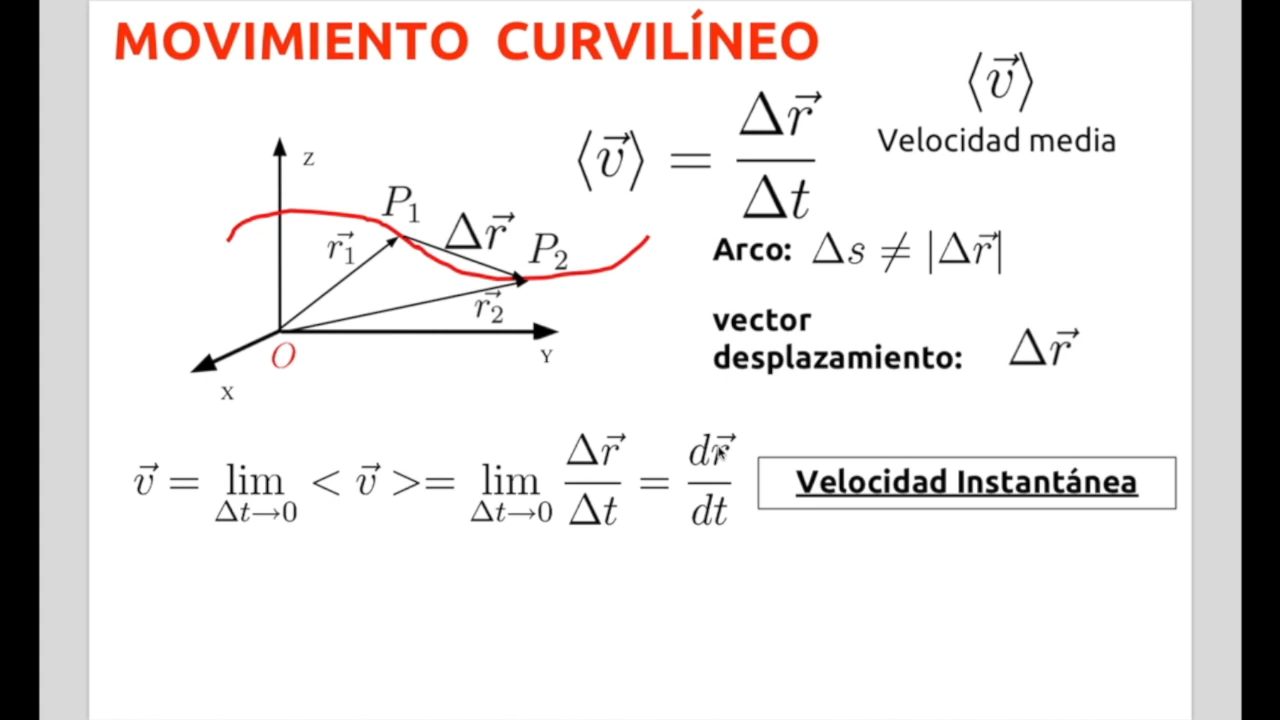 MOVIMIENTO CURVILÍNEO
⟨v⃗⟩
Velocidad media
⟨v⃗⟩ = Δr⃗ / Δt
Z
P₁
Δr⃗
P₂
r⃗₁
r⃗₂
O
Y
X
Arco: Δs ≠ |Δr⃗|
vector
desplazamiento: Δr⃗
v⃗ = lim Δt→0 < v⃗ >= lim Δt→0 Δr⃗ / Δt = dr⃗ / dt
Velocidad Instantánea